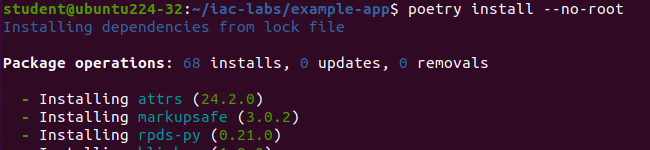 student@ubuntu224-32:~/iac-labs/example-app$ poetry install --no-root
Installing dependencies from lock file
Package operations: 68 installs, 0 updates, 0 removals
- Installing attrs (24.2.0)
- Installing markupsafe (3.0.2)
- Installing rpds-py (0.21.0)